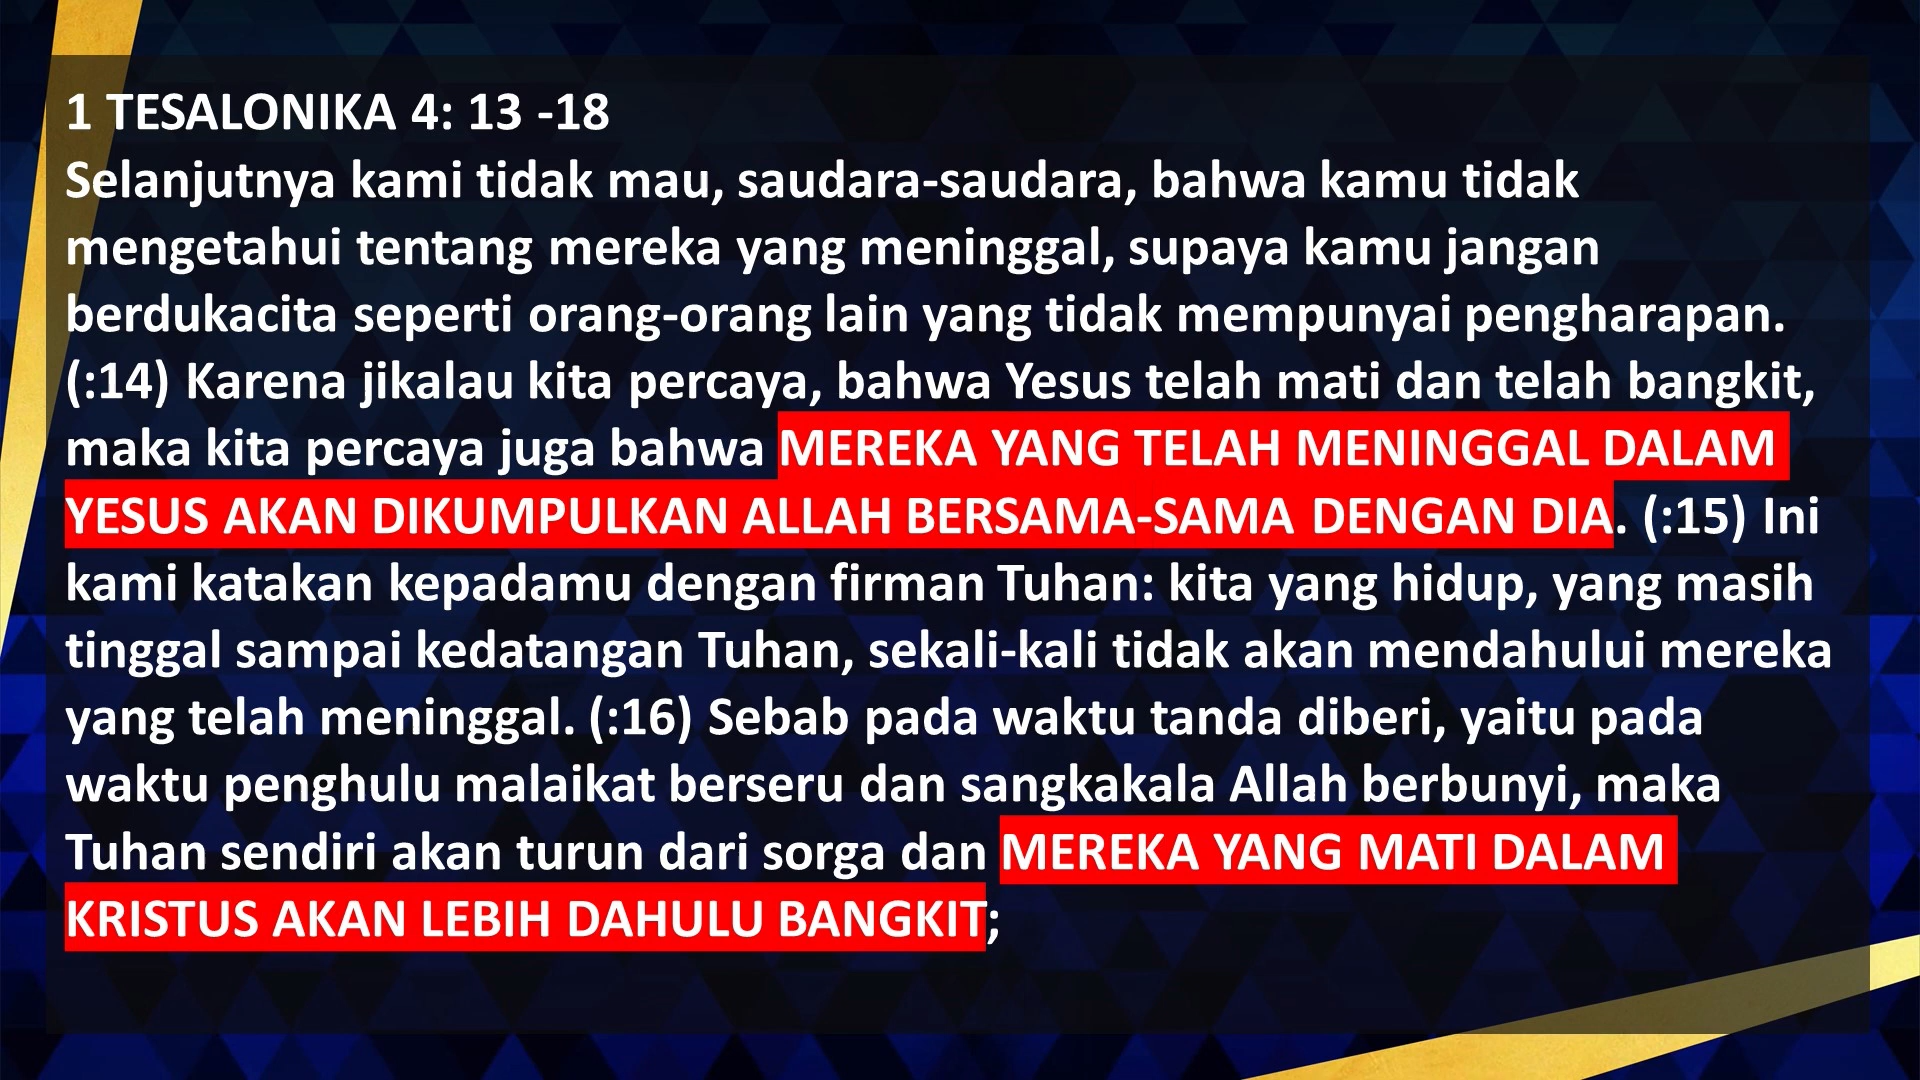 1 TESALONIKA 4: 13 -18
Selanjutnya kami tidak mau, saudara-saudara, bahwa kamu tidak
mengetahui tentang mereka yang meninggal, supaya kamu jangan
berdukacita seperti orang-orang lain yang tidak mempunyai pengharapan.
(:14) Karena jikalau kita percaya, bahwa Yesus telah mati dan telah bangkit,
maka kita percaya juga bahwa MEREKA YANG TELAH MENINGGAL DALAM
YESUS AKAN DIKUMPULKAN ALLAH BERSAMA-SAMA DENGAN DIA. (:15) Ini
kami katakan kepadamu dengan firman Tuhan: kita yang hidup, yang masih
tinggal sampai kedatangan Tuhan, sekali-kali tidak akan mendahului mereka
yang telah meninggal. (:16) Sebab pada waktu tanda diberi, yaitu pada
waktu penghulu malaikat berseru dan sangkakala Allah berbunyi, maka
Tuhan sendiri akan turun dari sorga dan MEREKA YANG MATI DALAM
KRISTUS AKAN LEBIH DAHULU BANGKIT;